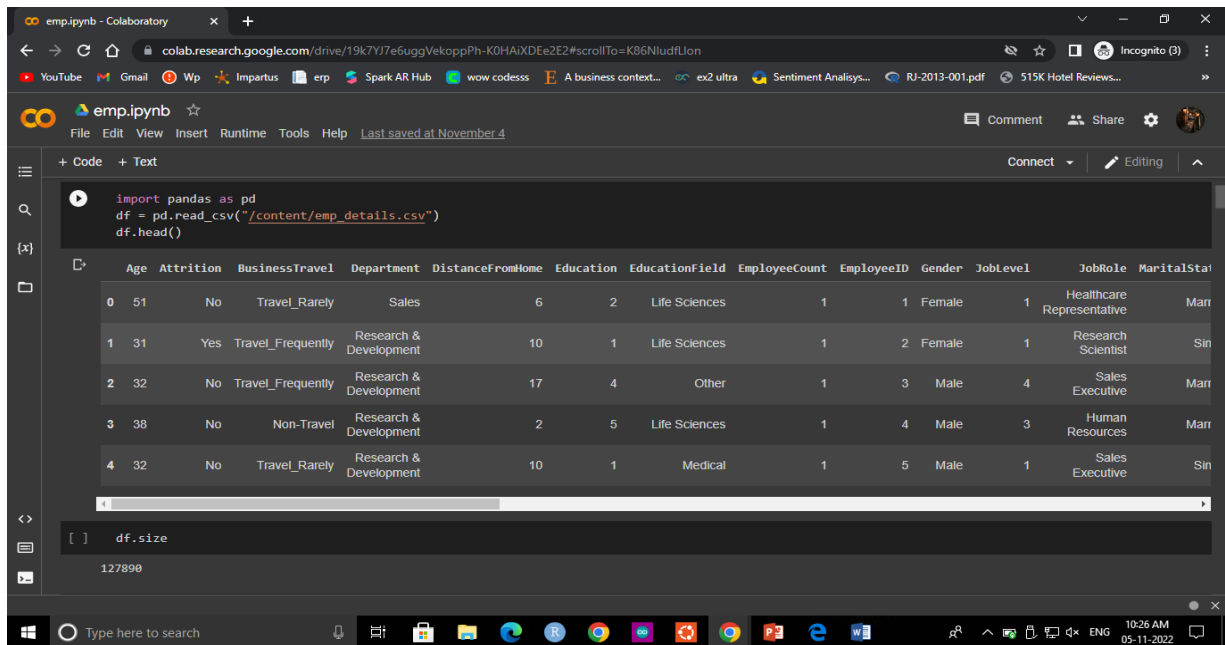 emp.ipynb - Colaboratory
colab.research.google.com/drive/19k7YJ7e6uggVekoppPh-K0HAiXDEe2E2#scrollTo=K86NludfLIon
Incognito (3)
YouTube Gmail Wp Impartus erp Spark AR Hub wow codesss A business context... ex2 ultra Sentiment Analisys... RJ-2013-001.pdf 515K Hotel Reviews... »
emp.ipynb
Comment Share
File Edit View Insert Runtime Tools Help Last saved at November 4
+ Code + Text
Connect Editing
import pandas as pd
df = pd.read_csv("/content/emp_details.csv")
df.head()
{x}
Age Attrition BusinessTravel Department DistanceFromHome Education EducationField EmployeeCount EmployeeID Gender JobLevel JobRole MaritalStat
0 51 No Travel_Rarely Sales 6 2 Life Sciences 1 1 Female 1 Healthcare Representative Marr
1 31 Yes Travel_Frequently Research & Development 10 1 Life Sciences 1 2 Female 1 Research Scientist Sin
2 32 No Travel_Frequently Research & Development 17 4 Other 1 3 Male 4 Sales Executive Marr
3 38 No Non-Travel Research & Development 2 5 Life Sciences 1 4 Male 3 Human Resources Marr
4 32 No Travel_Rarely Research & Development 10 1 Medical 1 5 Male 1 Sales Executive Sin
[ ] df.size
127890
Type here to search
ENG
10:26 AM
05-11-2022